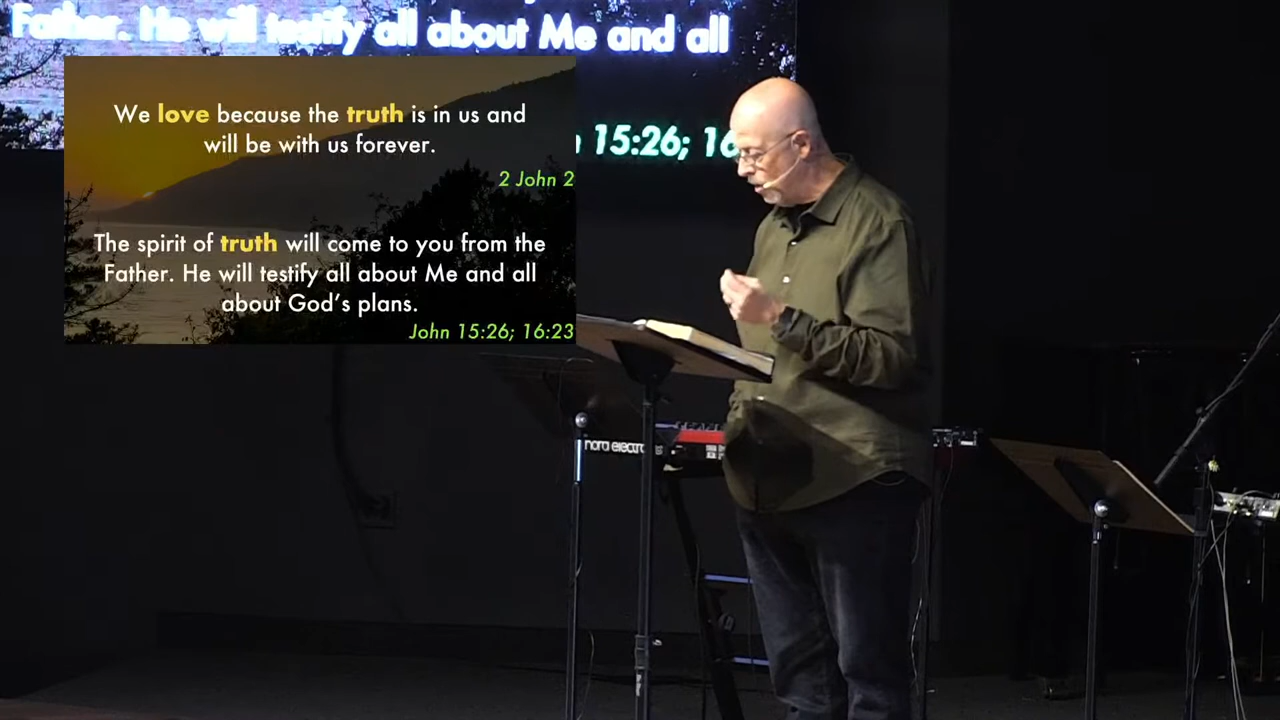 Father. He will testify all about Me and all
15:26; 16
We love because the truth is in us and
will be with us forever.
2 John 2
The spirit of truth will come to you from the
Father. He will testify all about Me and all
about God's plans.
John 15:26; 16:23
nord electro